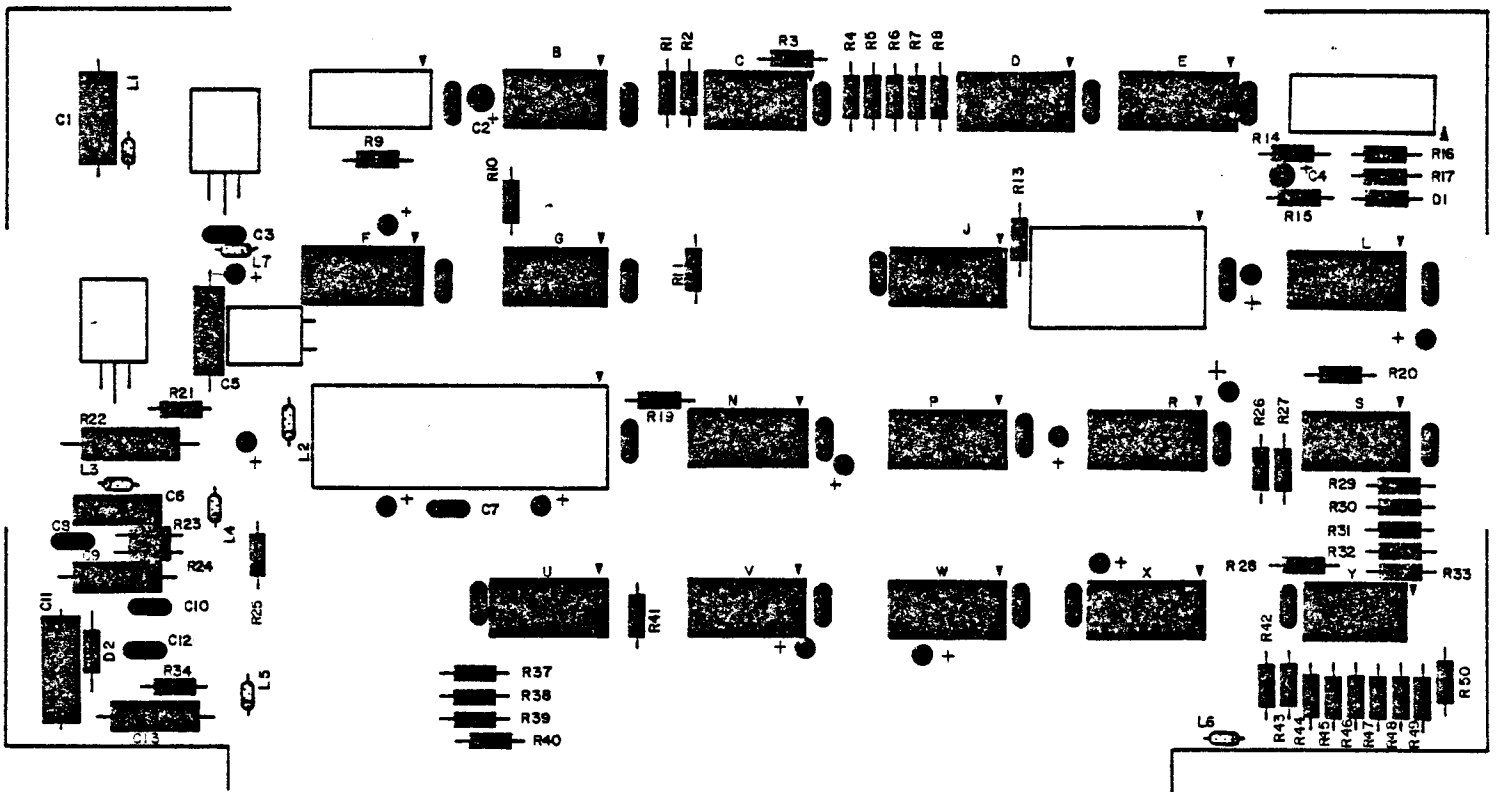 L1
C1
B
R1
R2
C
R3
R4
R5
R6
R7
R8
D
E
C2
+
R9
R10
R14
+
C4
R16
R17
D1
R15
C3
L7
+
F
+
G
R11
J
R13
+
L
+
C5
R21
R22
L2
+
R19
N
+
P
+
R
+
R26
R27
R20
S
L3
C6
L4
+
C7
+
R23
R24
R25
C10
C11
D2
C12
R34
L5
C13
U
R41
V
+
W
+
+
X
R29
R30
R31
R32
R33
R28
Y
R37
R38
R39
R40
R42
R43
R44
R45
R46
R47
R48
R49
R50
L6